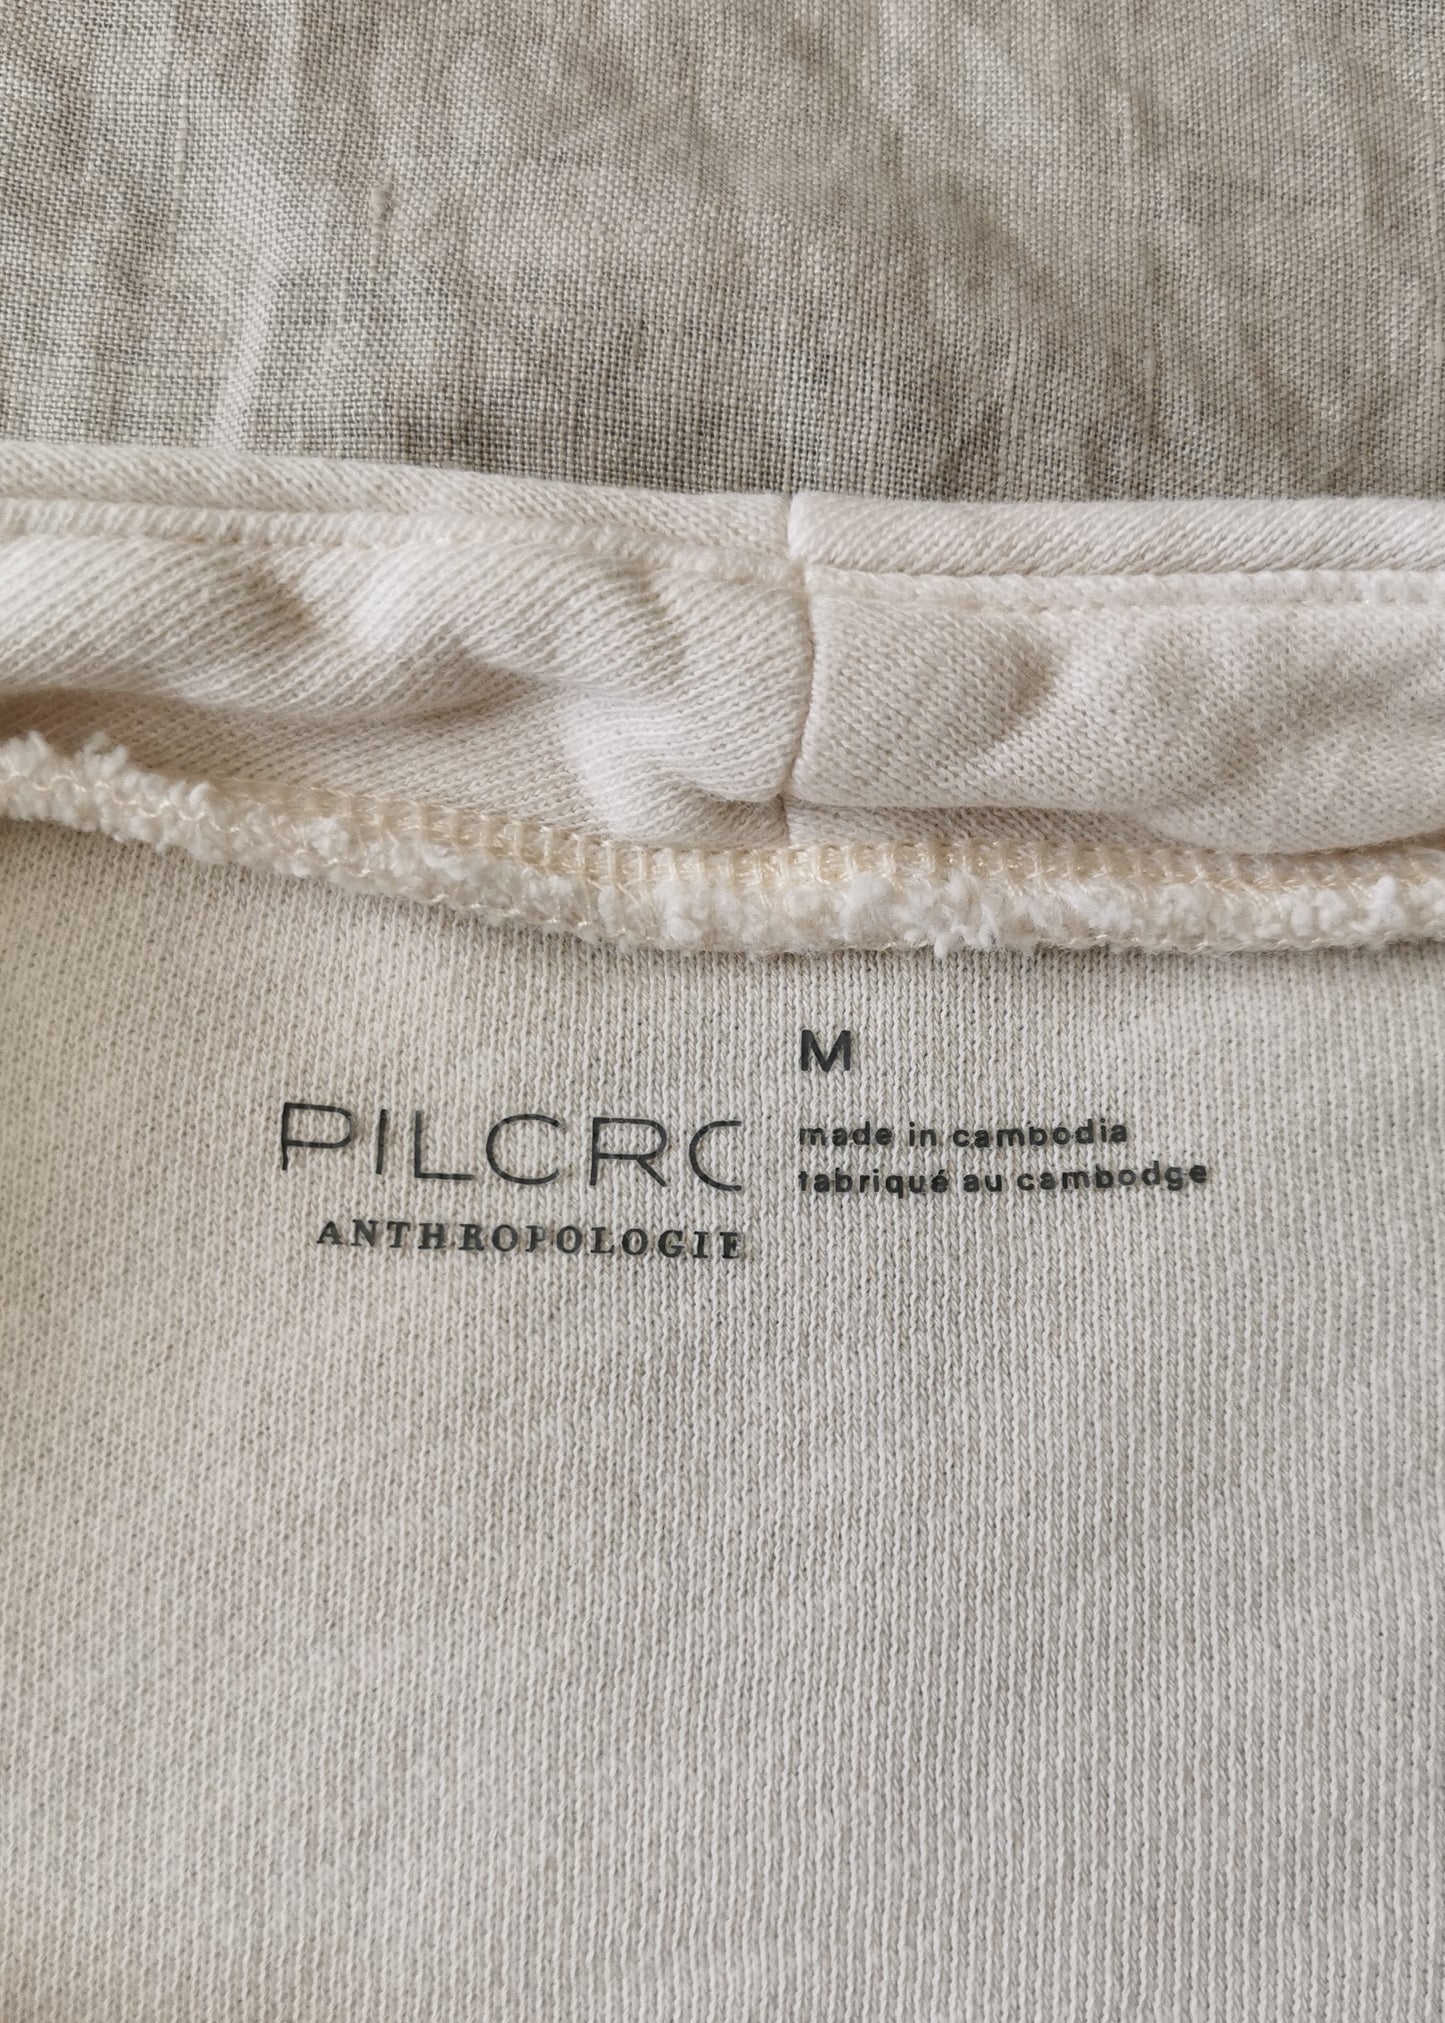 M
PILCRO
made in cambodia
fabriqué au cambodge
ANTHROPOLOGIE